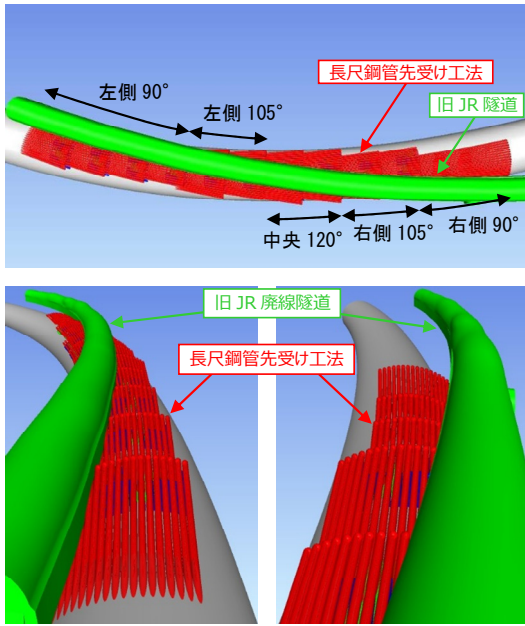 長尺鋼管先受け工法
左側 90°
左側 105°
旧 JR 隧道
中央 120°
右側 105°
右側 90°
旧 JR 廃線隧道
長尺鋼管先受け工法